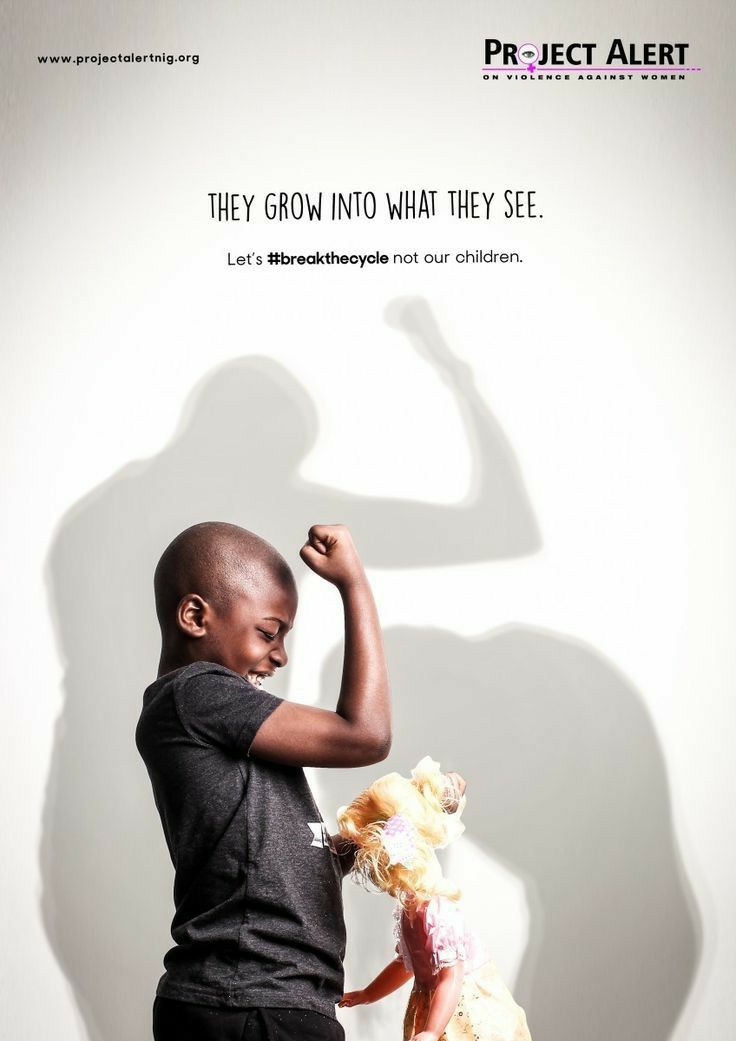 www.projectalertnig.org
PROJECT ALERT
ON VIOLENCE AGAINST WOMEN
THEY GROW INTO WHAT THEY SEE.
Let's #breakthecycle not our children.